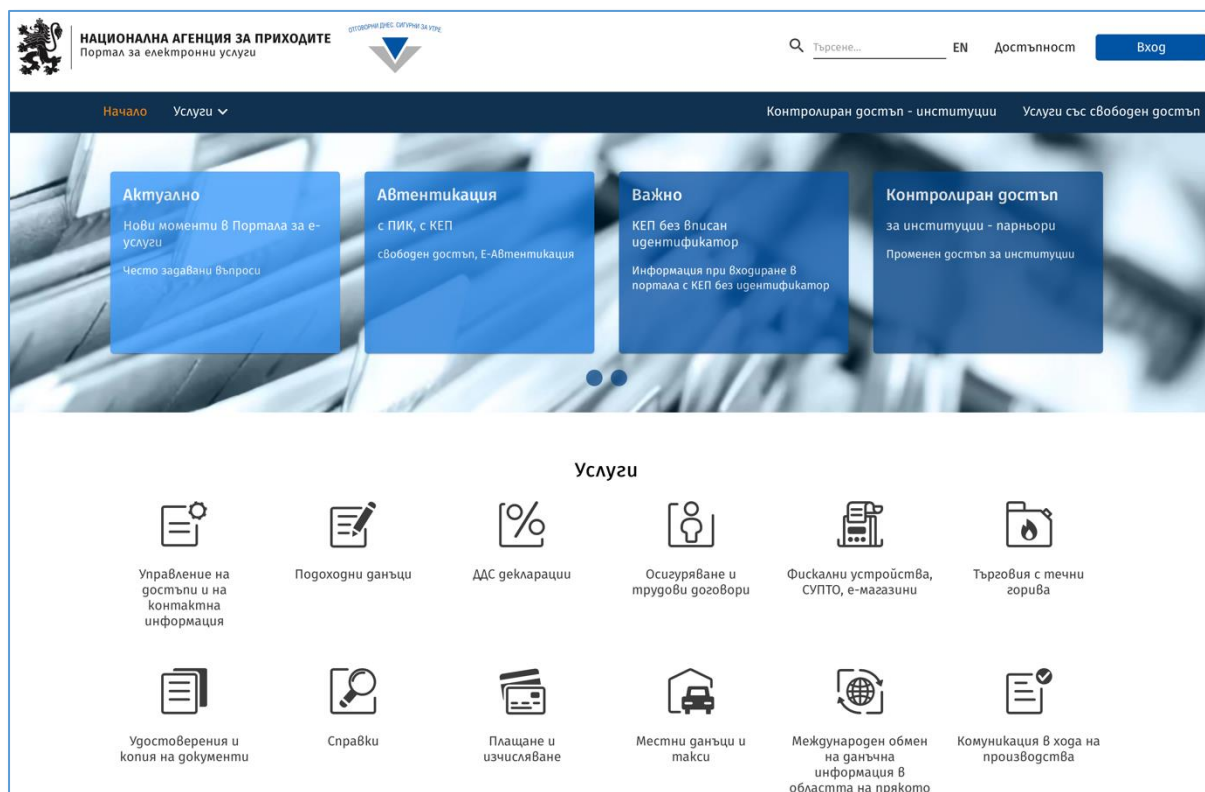 НАЦИОНАЛНА АГЕНЦИЯ ЗА ПРИХОДИТЕ
Портал за електронни услуги
ОТГОВОРНИ ДНЕС. СИГУРНИ ЗА УТРЕ
Търсене...
EN
Достъпност
Вход
Начало
Услуги
Контролиран достъп - институции
Услуги със свободен достъп
Актуално
Нови моменти в Портала за е-
услуги
Често задавани въпроси
Автентикация
с ПИК, с КЕП
свободен достъп, Е-Автентикация
Важно
КЕП без вписан
идентификатор
Информация при входиране в
портала с КЕП без идентификатор
Контролиран достъп
за институции - парньори
Променен достъп за институции
Услуги
Управление на
достъпи и на
контактна
информация
Подоходни данъци
ДДС декларации
Осигуряване и
трудови договори
Фискални устройства,
СУПТО, е-магазини
Търговия с течни
горива
Удостоверения и
копия на документи
Справки
Плащане и
изчисляване
Местни данъци и
такси
Международен обмен
на данъчна
информация в
областта на прякото
Комуникация в хода на
производства